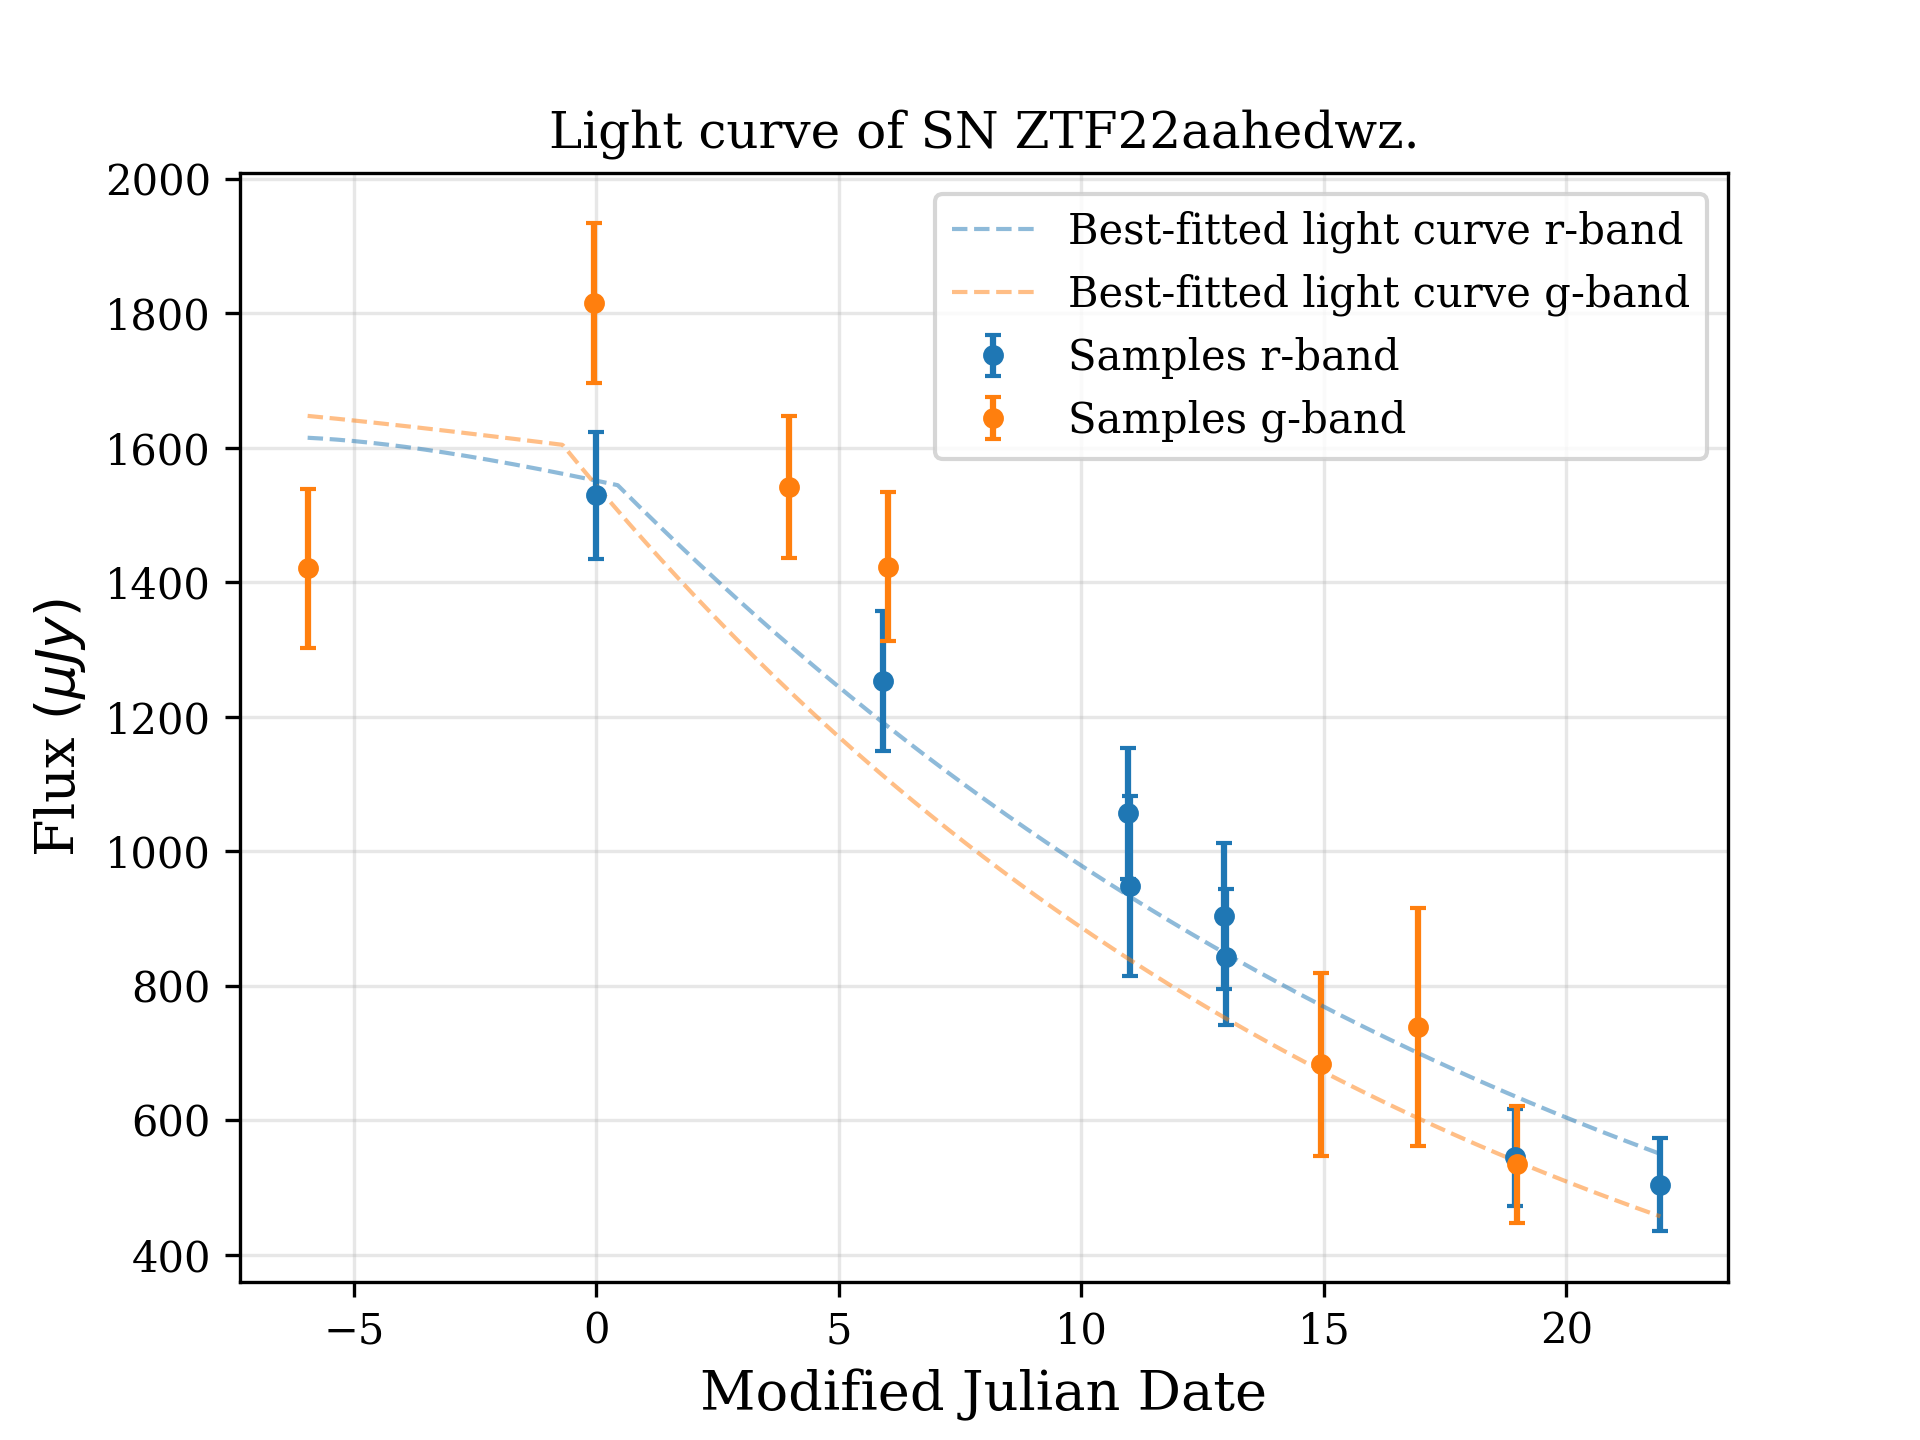 Light curve of SN ZTF22aahedwz.
2000
1800
1600
1400
1200
1000
800
600
400
Flux (μJy)
Best-fitted light curve r-band
Best-fitted light curve g-band
Samples r-band
Samples g-band
−5 0 5 10 15 20
Modified Julian Date